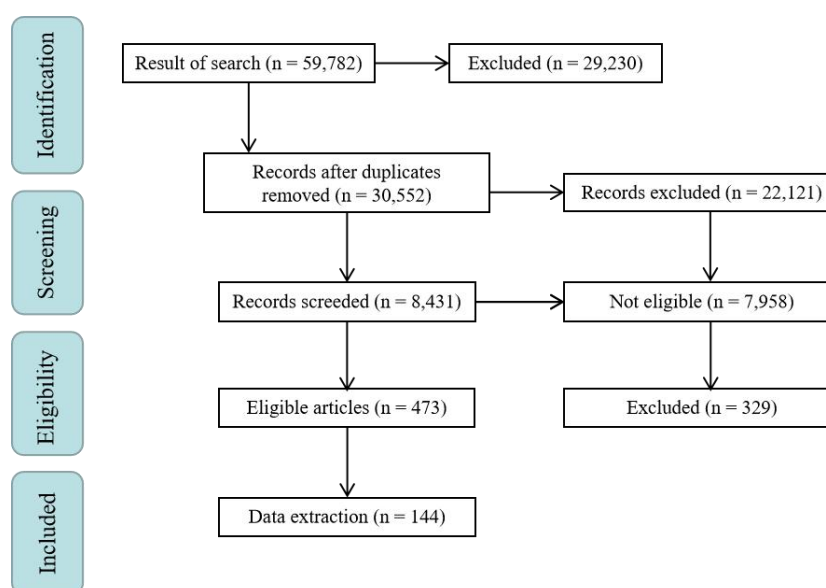 Identification
Result of search (n = 59,782)
Excluded (n = 29,230)
Records after duplicates
removed (n = 30,552)
Records excluded (n = 22,121)
Screening
Records screeded (n = 8,431)
Not eligible (n = 7,958)
Eligibility
Eligible articles (n = 473)
Excluded (n = 329)
Included
Data extraction (n = 144)